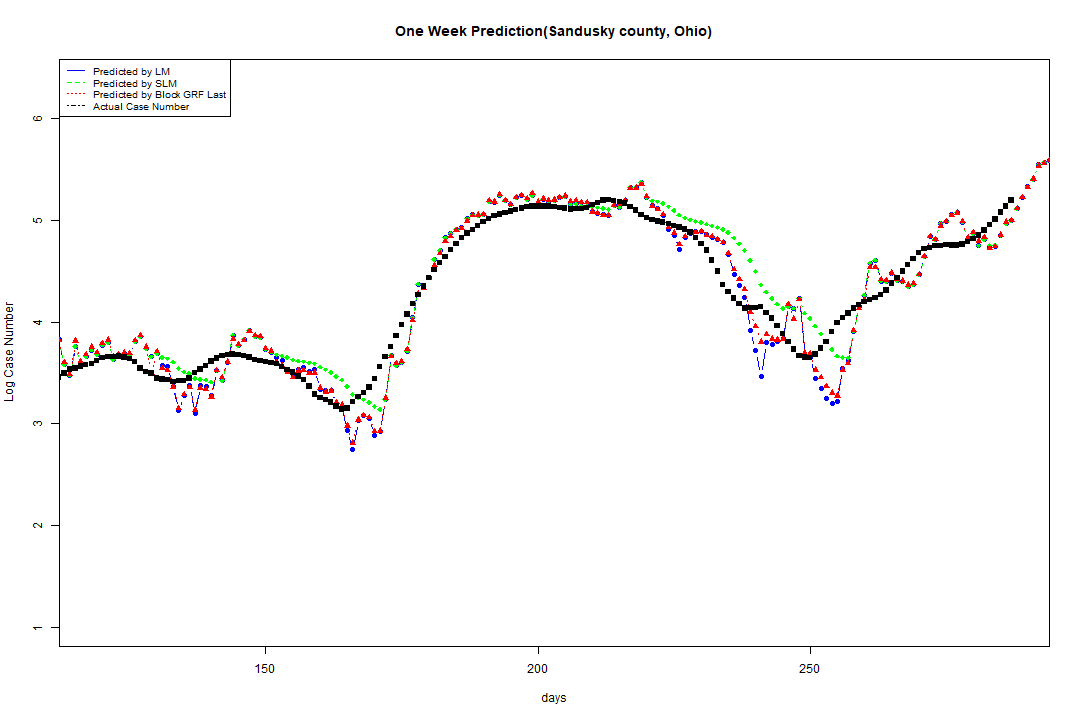 One Week Prediction(Sandusky county, Ohio)
Predicted by LM
Predicted by SLM
Predicted by Block GRF Last
Actual Case Number
6
5
4
3
2
1
Log Case Number
150 200 250
days